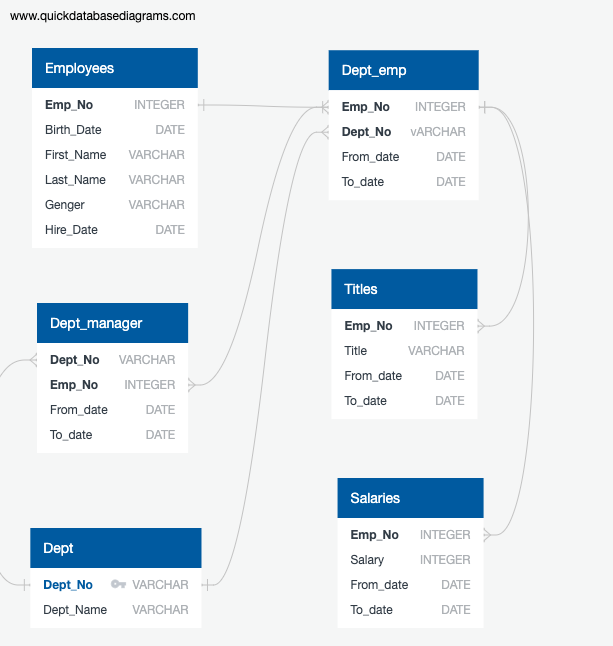 www.quickdatabasediagrams.com
Employees
Emp_No INTEGER
Birth_Date DATE
First_Name VARCHAR
Last_Name VARCHAR
Genger VARCHAR
Hire_Date DATE
Dept_emp
Emp_No INTEGER
Dept_No vARCHAR
From_date DATE
To_date DATE
Dept_manager
Dept_No VARCHAR
Emp_No INTEGER
From_date DATE
To_date DATE
Titles
Emp_No INTEGER
Title VARCHAR
From_date DATE
To_date DATE
Dept
Dept_No VARCHAR
Dept_Name VARCHAR
Salaries
Emp_No INTEGER
Salary INTEGER
From_date DATE
To_date DATE